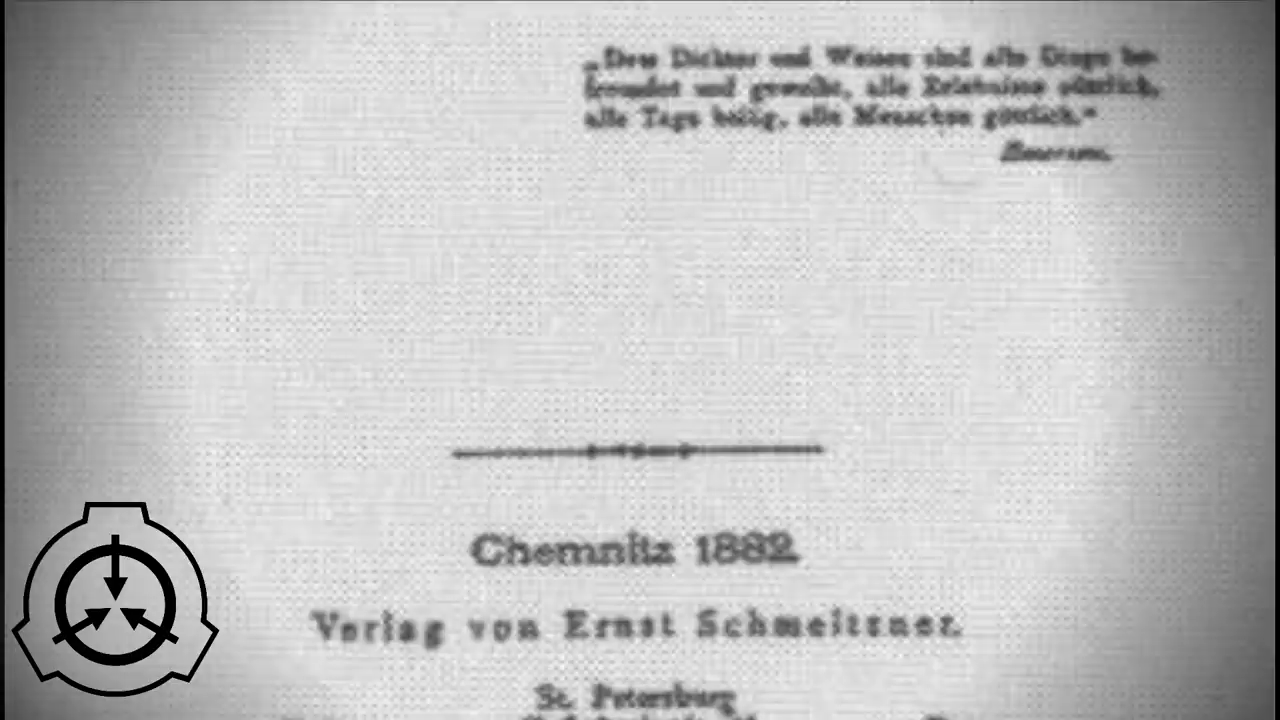 „Dem Dichter und Weisen sind alle Dinge be-
freundet und geweiht, alle Erlebnisse nützlich,
alle Tage heilig, alle Menschen göttlich."
Emerson.
Chemnitz 1882.
Verlag von Ernst Schmeitzner.
St. Petersburg